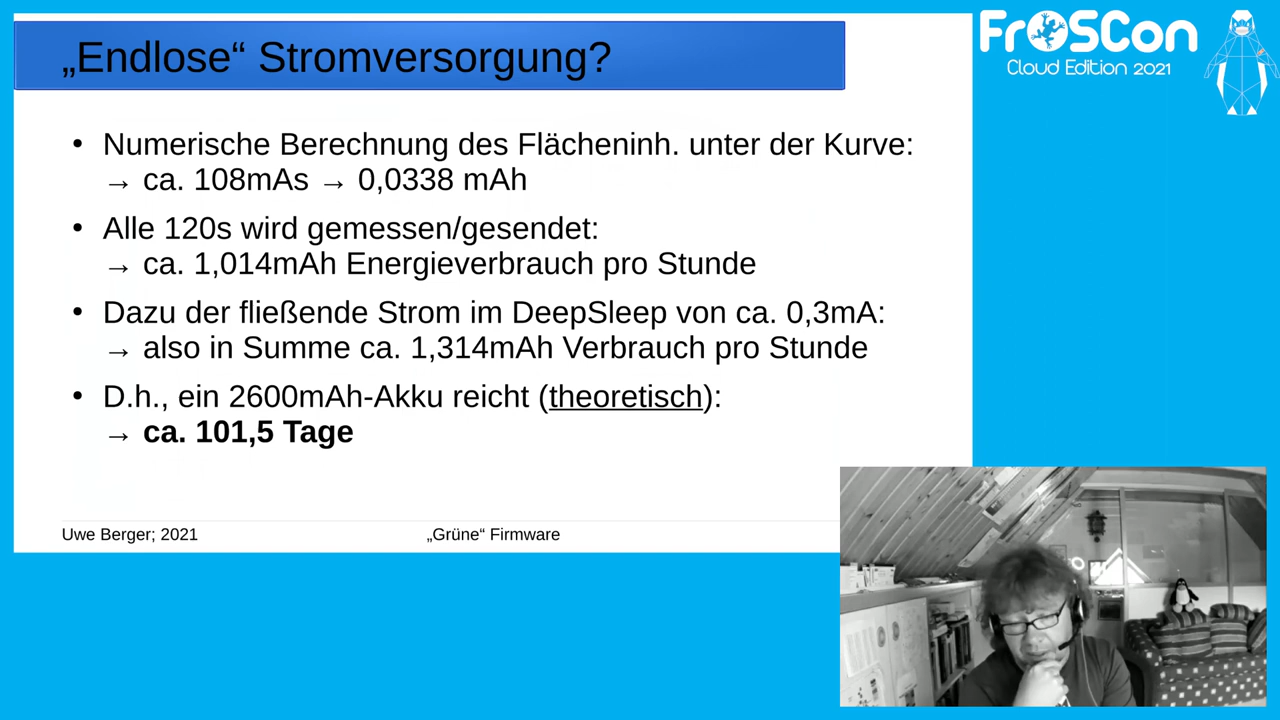 „Endlose“ Stromversorgung?
FrOSCon
Cloud Edition 2021
• Numerische Berechnung des Flächeninh. unter der Kurve:
→ ca. 108mAs → 0,0338 mAh
• Alle 120s wird gemessen/gesendet:
→ ca. 1,014mAh Energieverbrauch pro Stunde
• Dazu der fließende Strom im DeepSleep von ca. 0,3mA:
→ also in Summe ca. 1,314mAh Verbrauch pro Stunde
• D.h., ein 2600mAh-Akku reicht (theoretisch):
→ ca. 101,5 Tage
Uwe Berger; 2021
„Grüne“ Firmware